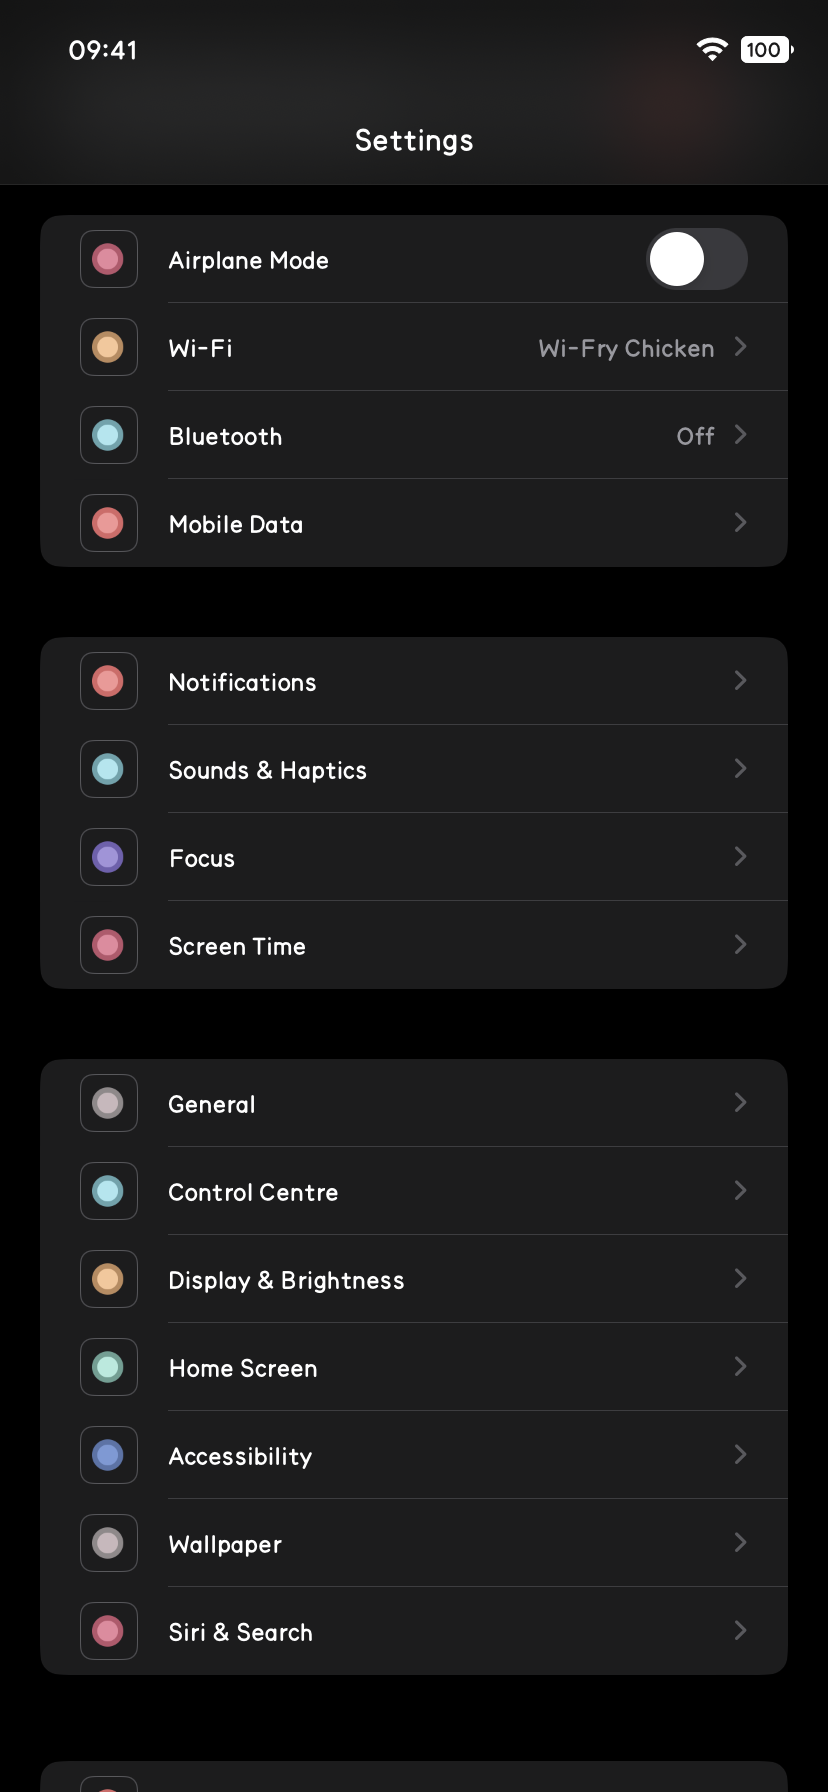 09:41
100
Settings
Airplane Mode
Wi-Fi Wi-Fry Chicken
Bluetooth Off
Mobile Data
Notifications
Sounds & Haptics
Focus
Screen Time
General
Control Centre
Display & Brightness
Home Screen
Accessibility
Wallpaper
Siri & Search